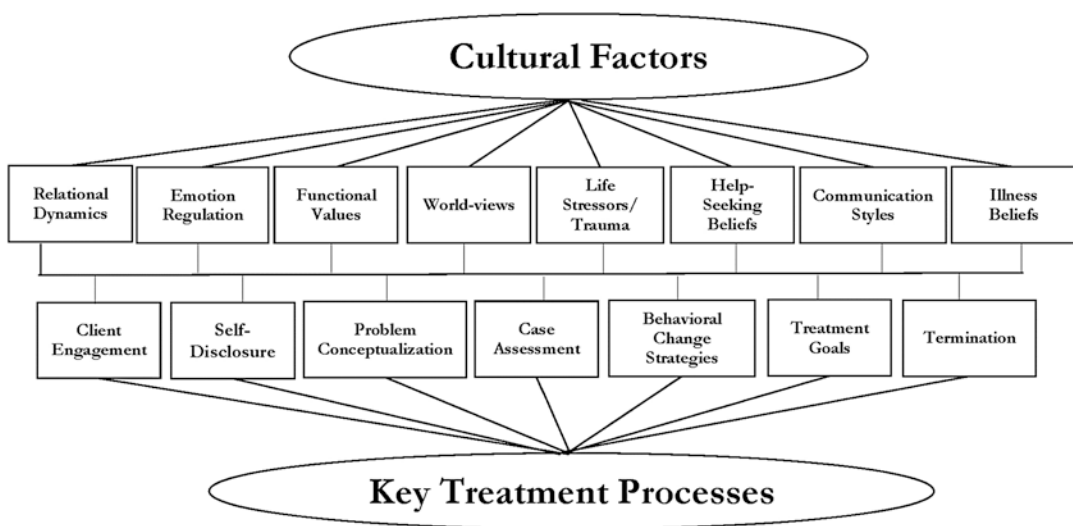 Cultural Factors
Relational
Dynamics
Emotion
Regulation
Functional
Values
World-views
Life
Stressors/
Trauma
Help-
Seeking
Beliefs
Communication
Styles
Illness
Beliefs
Client
Engagement
Self-
Disclosure
Problem
Conceptualization
Case
Assessment
Behavioral
Change
Strategies
Treatment
Goals
Termination
Key Treatment Processes